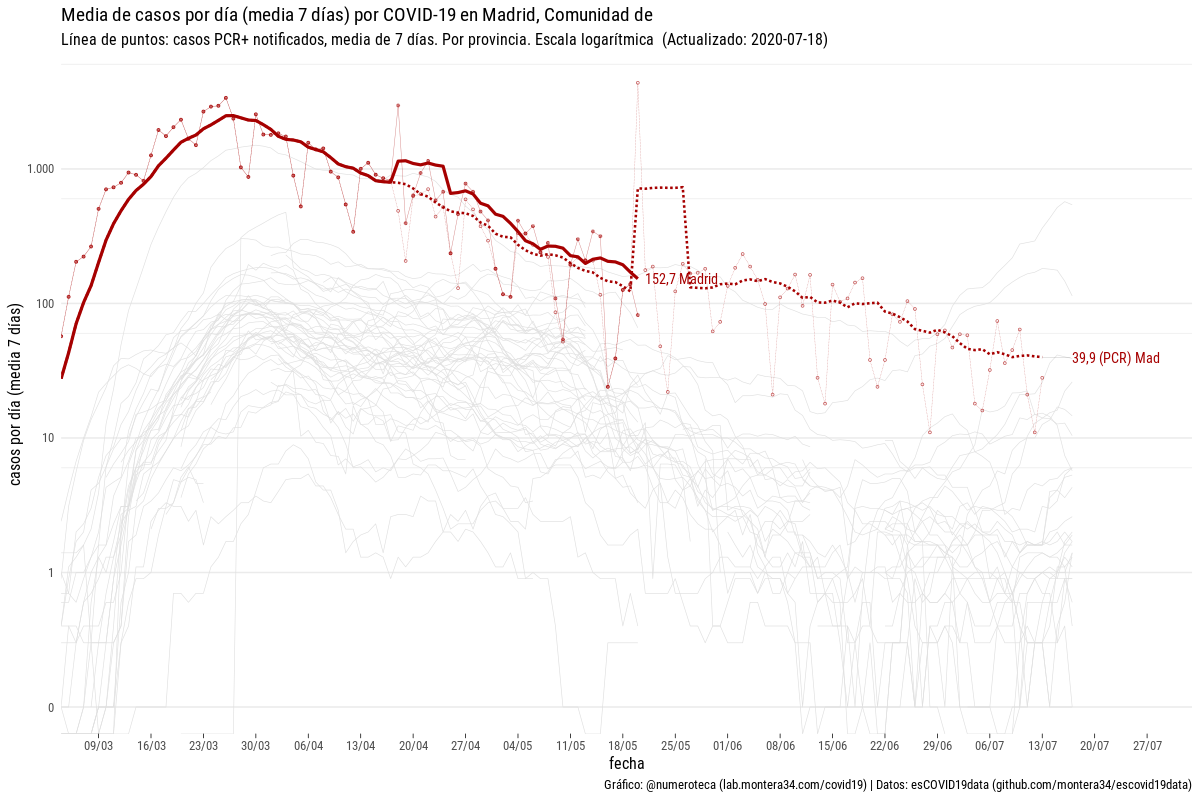 Media de casos por día (media 7 días) por COVID-19 en Madrid, Comunidad de
Línea de puntos: casos PCR+ notificados, media de 7 días. Por provincia. Escala logarítmica (Actualizado: 2020-07-18)
casos por día (media 7 días)
1.000
100
10
1
0
152,7 Madrid
39,9 (PCR) Mad
09/03 16/03 23/03 30/03 06/04 13/04 20/04 27/04 04/05 11/05 18/05 25/05 01/06 08/06 15/06 22/06 29/06 06/07 13/07 20/07 27/07
fecha
Gráfico: @numeroteca (lab.montera34.com/covid19) | Datos: esCOVID19data (github.com/montera34/escovid19data)